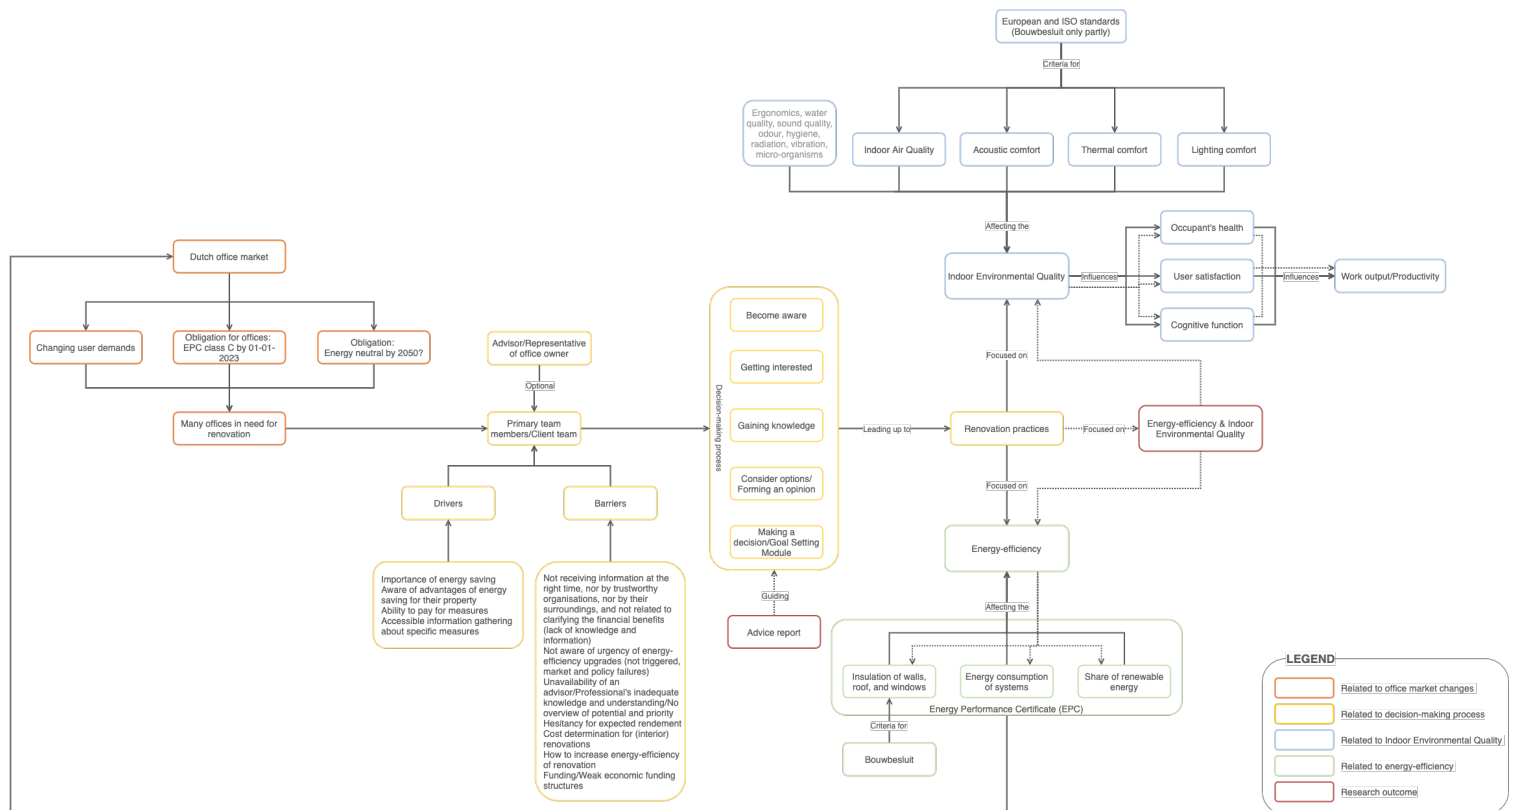 European and ISO standards
(Bouwbesluit only partly)
Criteria for
Ergonomics, water
quality, sound quality,
odour, hygiene,
radiation, vibration,
micro-organisms
Indoor Air Quality
Acoustic comfort
Thermal comfort
Lighting comfort
Affecting the
Indoor Environmental Quality
Influences
Occupant's health
User satisfaction
Cognitive function
Influences
Work output/Productivity
Dutch office market
Changing user demands
Obligation for offices:
EPC class C by 01-01-
2023
Obligation:
Energy neutral by 2050?
Many offices in need for
renovation
Advisor/Representative
of office owner
Optional
Primary team
members/Client team
Drivers
Barriers
Importance of energy saving
Aware of advantages of energy
saving for their property
Ability to pay for measures
Accessible information gathering
about specific measures
Not receiving information at the
right time, nor by trustworthy
organisations, nor by their
surroundings, and not related to
clarifying the financial benefits
(lack of knowledge and
information)
Not aware of urgency of energy-
efficiency upgrades (not triggered,
market and policy failures)
Unavailability of an
advisor/Professional's inadequate
knowledge and understanding/No
overview of potential and priority
Hesitancy for expected rendement
Cost determination for (interior)
renovations
How to increase energy-efficiency
of renovation
Funding/Weak economic funding
structures
Decision-making process
Become aware
Getting interested
Gaining knowledge
Consider options/
Forming an opinion
Making a
decision/Goal Setting
Module
Guiding
Advice report
Leading up to
Focused on
Renovation practices
Focused on
Energy-efficiency & Indoor
Environmental Quality
Focused on
Energy-efficiency
Affecting the
Insulation of walls,
roof, and windows
Energy consumption
of systems
Share of renewable
energy
Energy Performance Certificate (EPC)
Criteria for
Bouwbesluit
LEGEND
Related to office market changes
Related to decision-making process
Related to Indoor Environmental Quality
Related to energy-efficiency
Research outcome